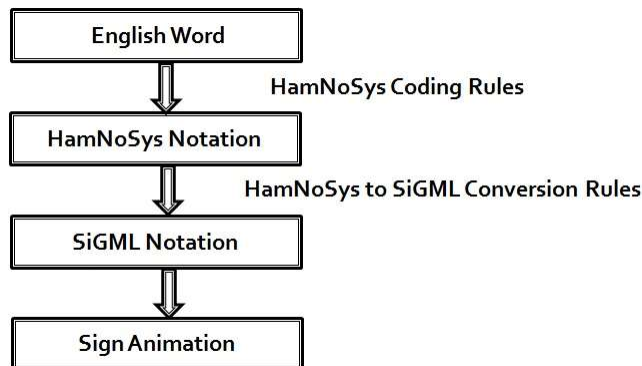 English Word
HamNoSys Coding Rules
HamNoSys Notation
HamNoSys to SiGML Conversion Rules
SiGML Notation
Sign Animation